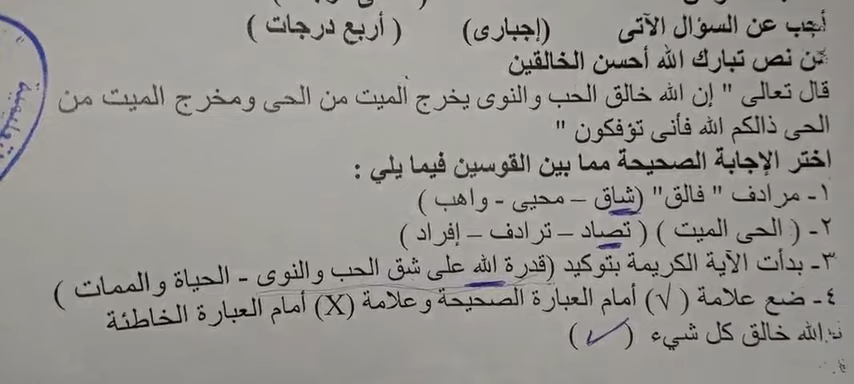 أجب عن السؤال الآتى (إجبارى) ( أربع درجات )
من نص تبارك الله أحسن الخالقين
قال تعالى " إن الله خالق الحب والنوى يخرج الميت من الحى ومخرج الميت من
الحى ذالكم الله فأنى تؤفكون "
اختر الإجابة الصحيحة مما بين القوسين فيما يلي :
١- مرادف " فالق" (شاق – محيى - واهب )
٢- ( الحى الميت ) ( تضاد – ترادف – إفراد )
٣- بدأت الآية الكريمة بتوكيد (قدرة الله على شق الحب والنوى - الحياة والممات )
٤- ضع علامة (√) أمام العبارة الصحيحة وعلامة (X) أمام العبارة الخاطئة
الله خالق كل شيء (✓)